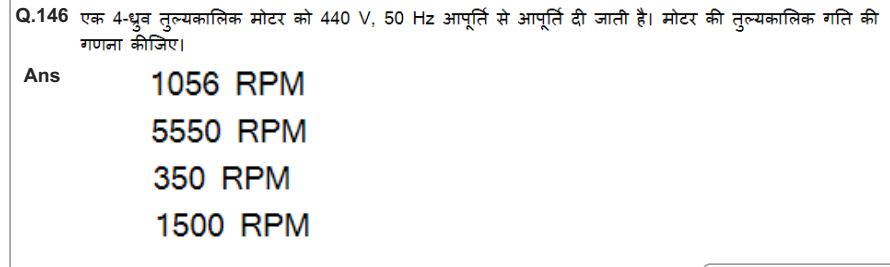 Q.146 एक 4-ध्रुव तुल्यकालिक मोटर को 440 V, 50 Hz आपूर्ति से आपूर्ति दी जाती है। मोटर की तुल्यकालिक गति की
गणना कीजिए।
Ans 1056 RPM
5550 RPM
350 RPM
1500 RPM